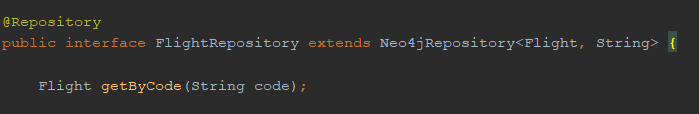 @Repository
public interface FlightRepository extends Neo4jRepository<Flight, String> {
Flight getByCode(String code);